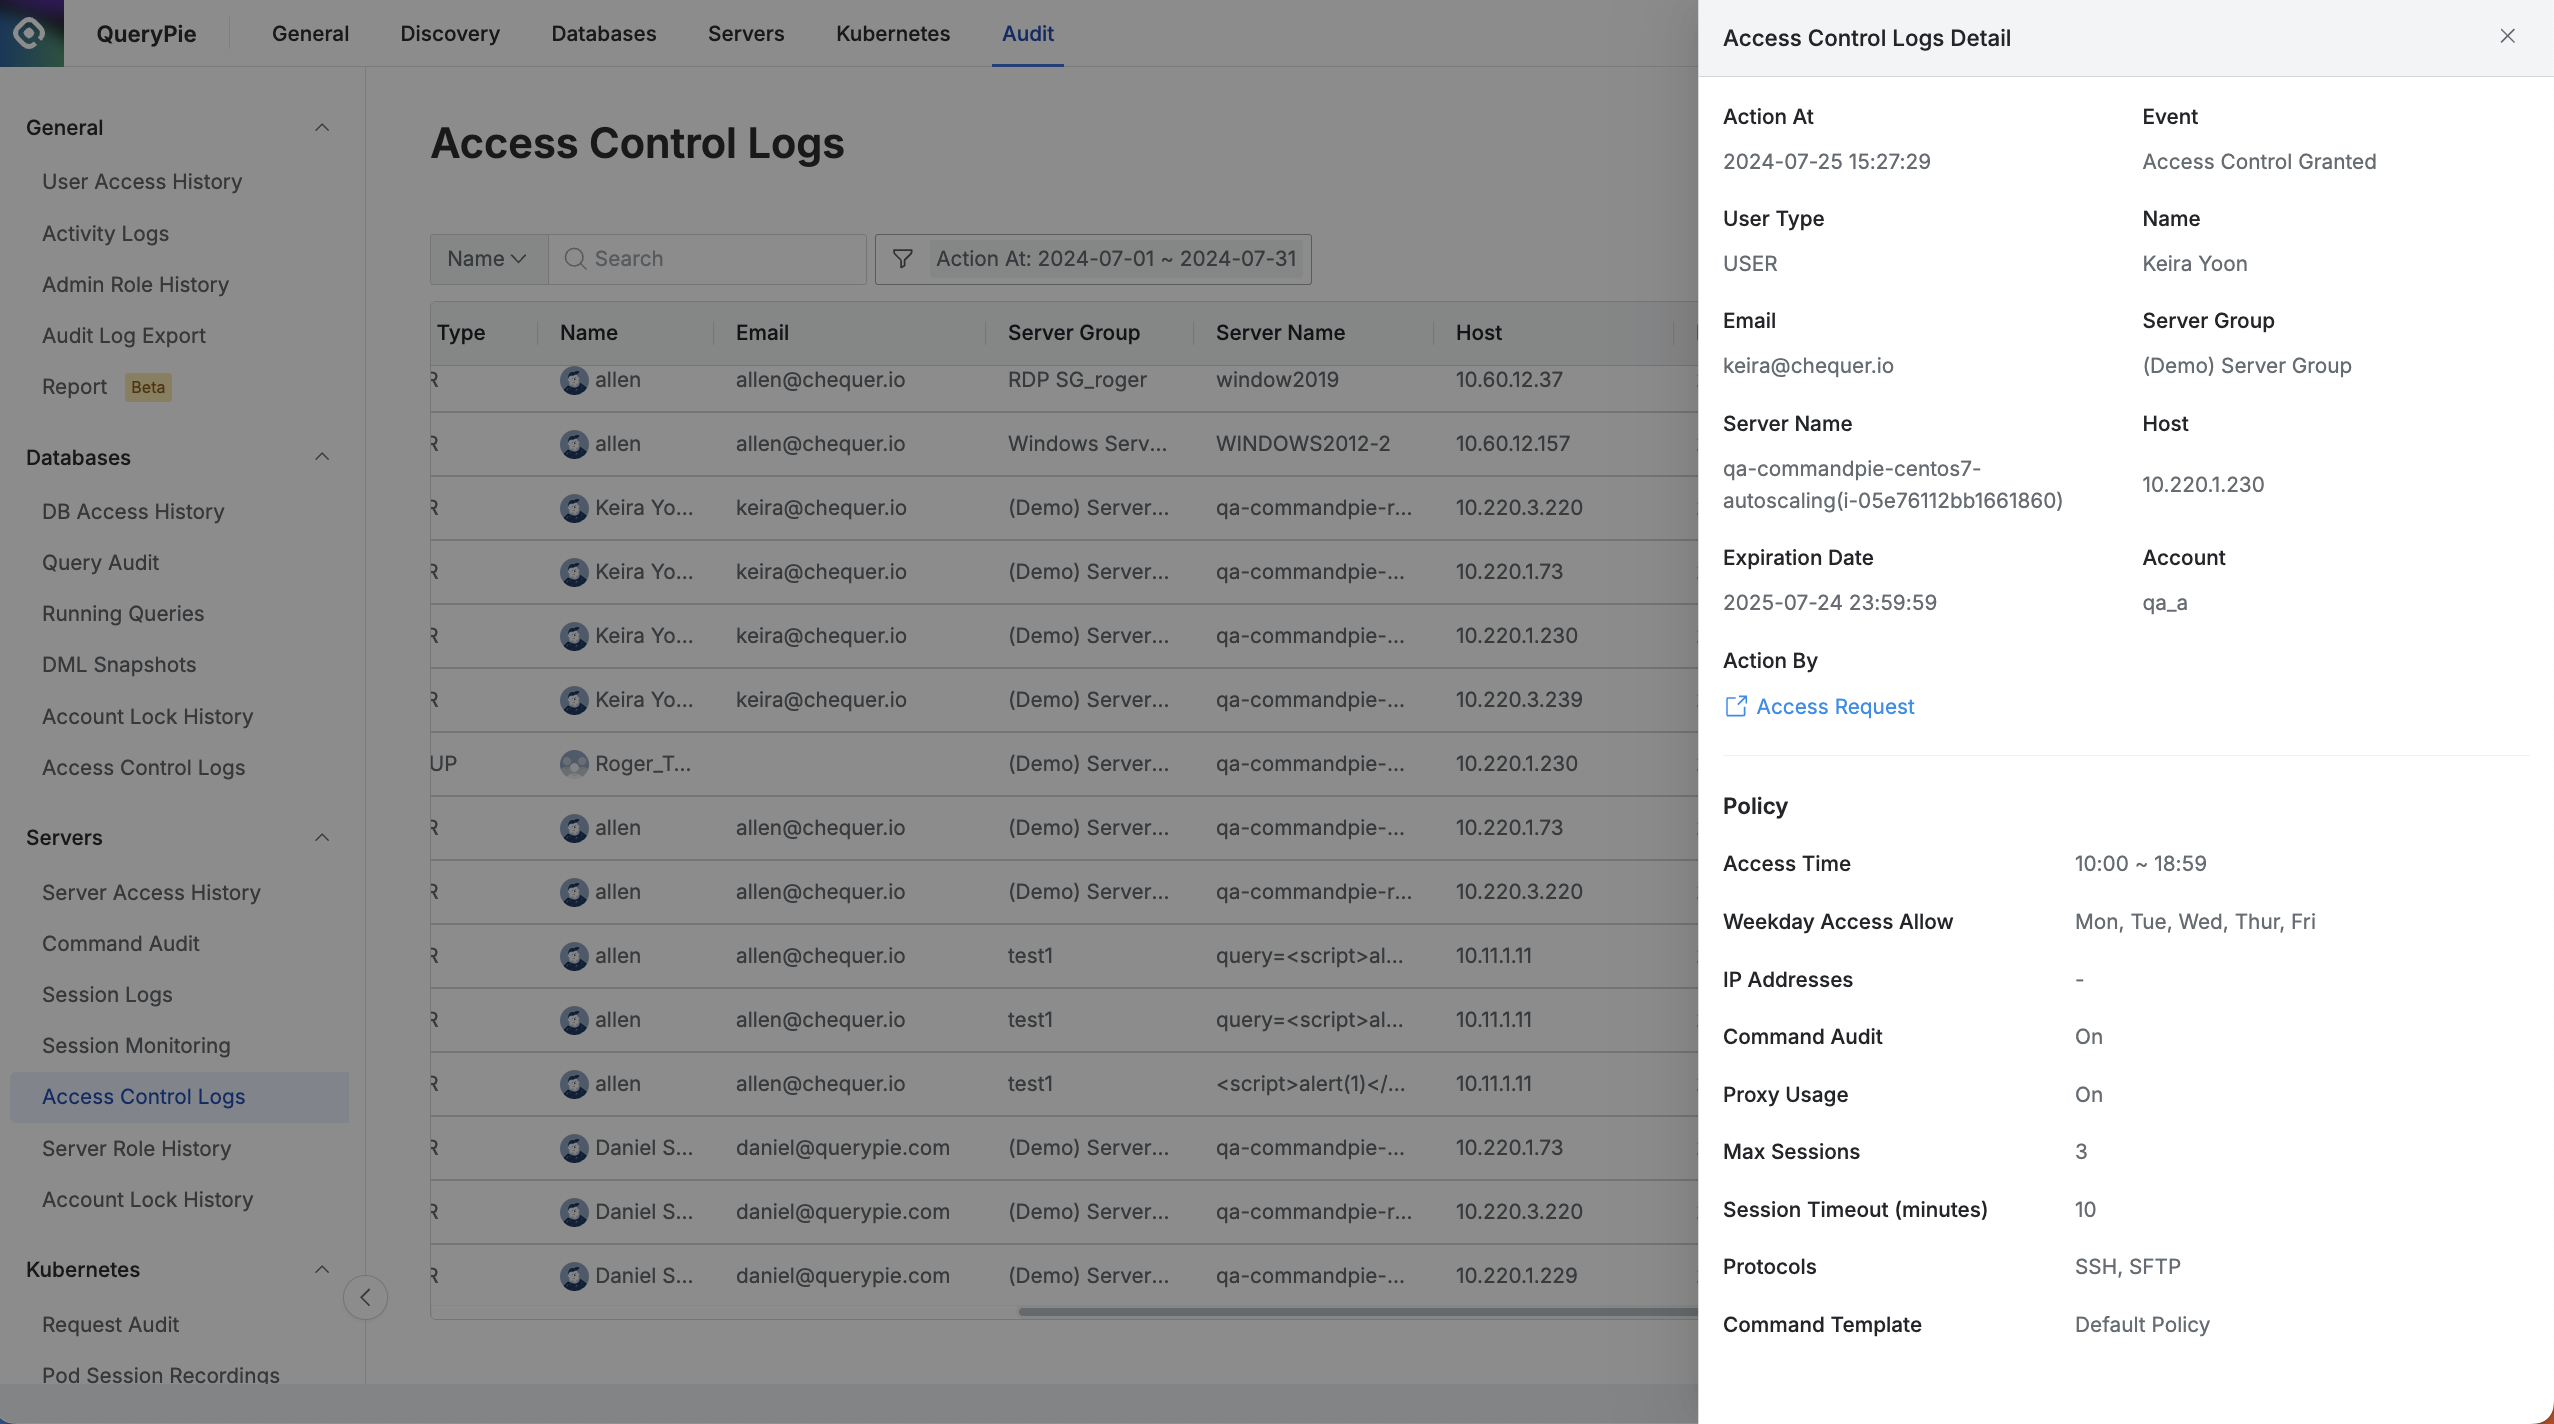 QueryPie
General
Discovery
Databases
Servers
Kubernetes
Audit
General
User Access History
Activity Logs
Admin Role History
Audit Log Export
Report Beta
Databases
DB Access History
Query Audit
Running Queries
DML Snapshots
Account Lock History
Access Control Logs
Servers
Server Access History
Command Audit
Session Logs
Session Monitoring
Access Control Logs
Server Role History
Account Lock History
Kubernetes
Request Audit
Pod Session Recordings
Access Control Logs
Name Search Action At: 2024-07-01 ~ 2024-07-31
Type Name Email Server Group Server Name Host
R allen allen@chequer.io RDP SG_roger window2019 10.60.12.37
R allen allen@chequer.io Windows Serv... WINDOWS2012-2 10.60.12.157
R Keira Yo... keira@chequer.io (Demo) Server... qa-commandpie-r... 10.220.3.220
R Keira Yo... keira@chequer.io (Demo) Server... qa-commandpie-... 10.220.1.73
R Keira Yo... keira@chequer.io (Demo) Server... qa-commandpie-... 10.220.1.230
R Keira Yo... keira@chequer.io (Demo) Server... qa-commandpie-... 10.220.3.239
UP Roger_T... (Demo) Server... qa-commandpie-... 10.220.1.230
R allen allen@chequer.io (Demo) Server... qa-commandpie-... 10.220.1.73
R allen allen@chequer.io (Demo) Server... qa-commandpie-r... 10.220.3.220
R allen allen@chequer.io test1 query=<script>al... 10.11.1.11
R allen allen@chequer.io test1 query=<script>al... 10.11.1.11
R allen allen@chequer.io test1 <script>alert(1)</... 10.11.1.11
R Daniel S... daniel@querypie.com (Demo) Server... qa-commandpie-... 10.220.1.73
R Daniel S... daniel@querypie.com (Demo) Server... qa-commandpie-r... 10.220.3.220
R Daniel S... daniel@querypie.com (Demo) Server... qa-commandpie-... 10.220.1.229
Access Control Logs Detail
Action At Event
2024-07-25 15:27:29 Access Control Granted
User Type Name
USER Keira Yoon
Email Server Group
keira@chequer.io (Demo) Server Group
Server Name Host
qa-commandpie-centos7-
autoscaling(i-05e76112bb1661860) 10.220.1.230
Expiration Date Account
2025-07-24 23:59:59 qa_a
Action By
Access Request
Policy
Access Time 10:00 ~ 18:59
Weekday Access Allow Mon, Tue, Wed, Thur, Fri
IP Addresses -
Command Audit On
Proxy Usage On
Max Sessions 3
Session Timeout (minutes) 10
Protocols SSH, SFTP
Command Template Default Policy